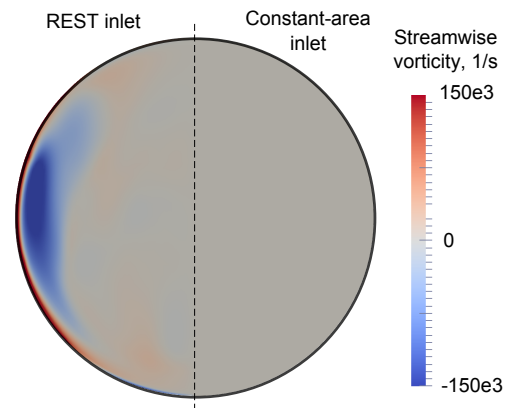 REST inlet
Constant-area
inlet
Streamwise
vorticity, 1/s
150e3
0
-150e3